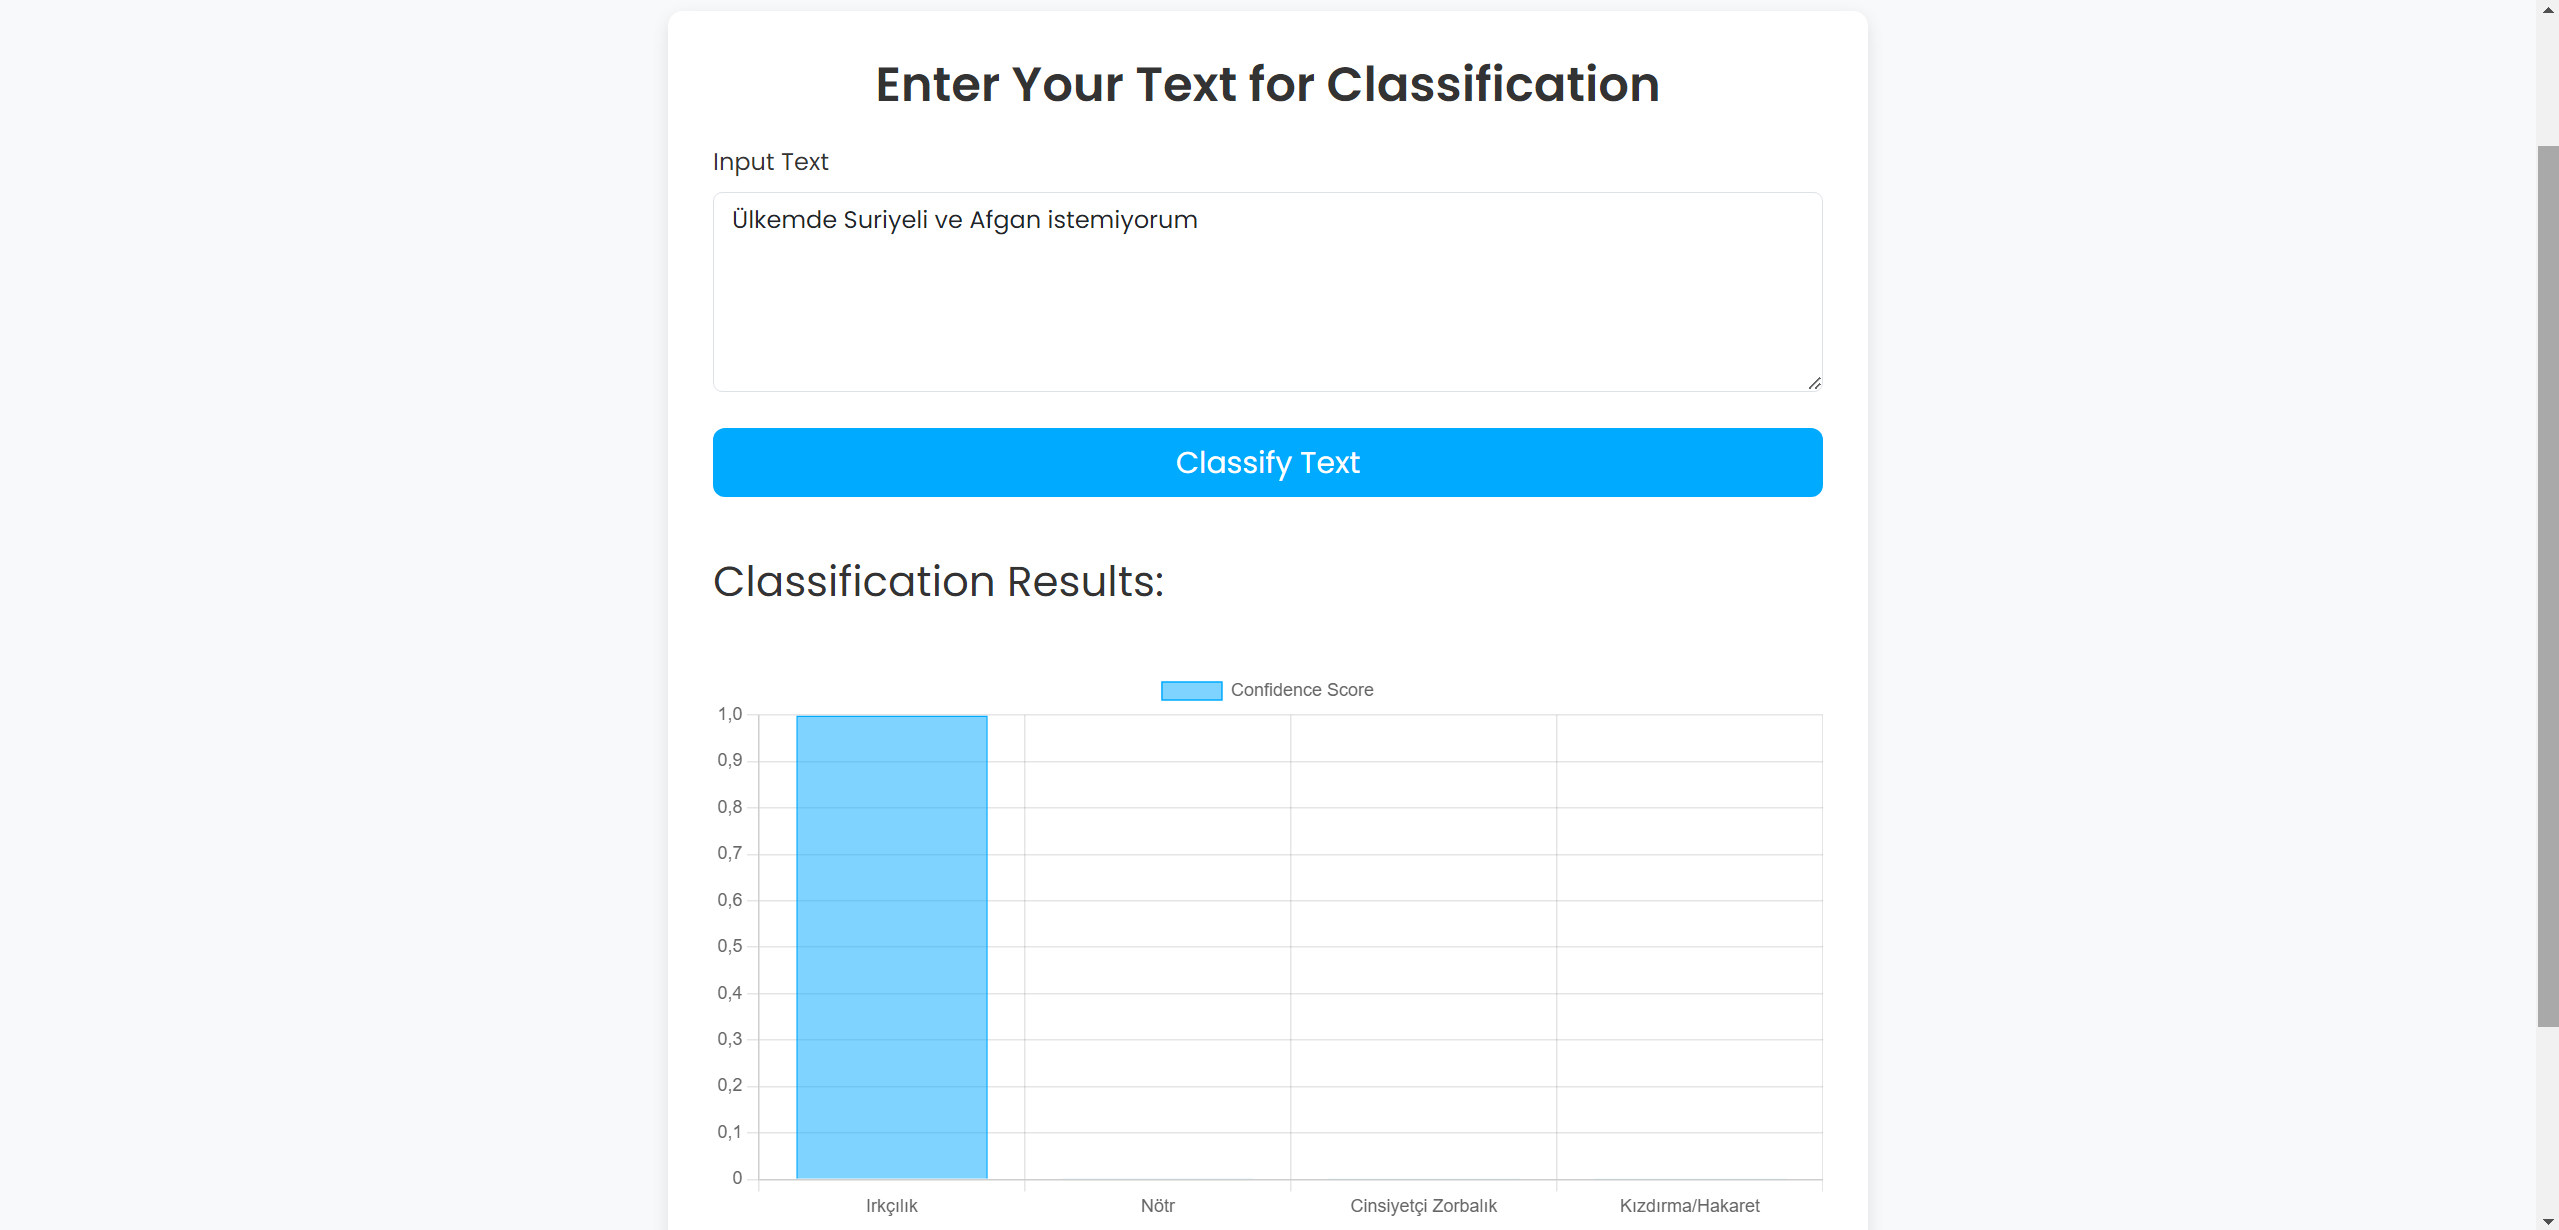 Enter Your Text for Classification
Input Text
Ülkemde Suriyeli ve Afgan istemiyorum
Classify Text
Classification Results:
Confidence Score
1,0
0,9
0,8
0,7
0,6
0,5
0,4
0,3
0,2
0,1
0
Irkçılık Nötr Cinsiyetçi Zorbalık Kızdırma/Hakaret